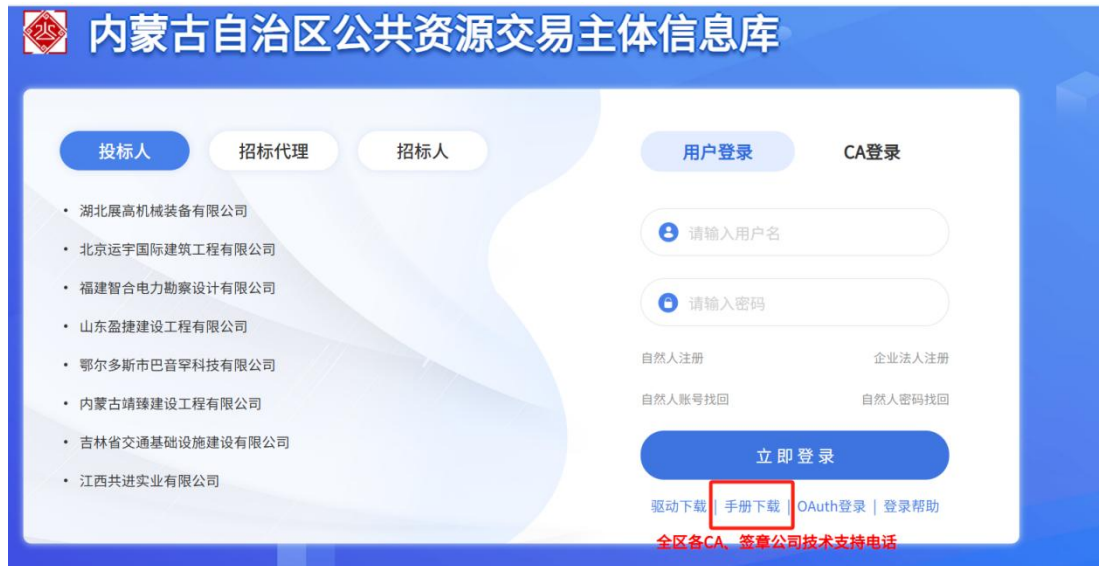 内蒙古自治区公共资源交易主体信息库
投标人 招标代理 招标人
湖北展高机械装备有限公司
北京运宇国际建筑工程有限公司
福建智合电力勘察设计有限公司
山东盈捷建设工程有限公司
鄂尔多斯市巴音罕科技有限公司
内蒙古靖臻建设工程有限公司
吉林省交通基础设施建设有限公司
江西共进实业有限公司
用户登录 CA登录
请输入用户名
请输入密码
自然人注册 企业法人注册
自然人账号找回 自然人密码找回
立即登录
驱动下载 | 手册下载 | OAuth登录 | 登录帮助
全区各CA、签章公司技术支持电话